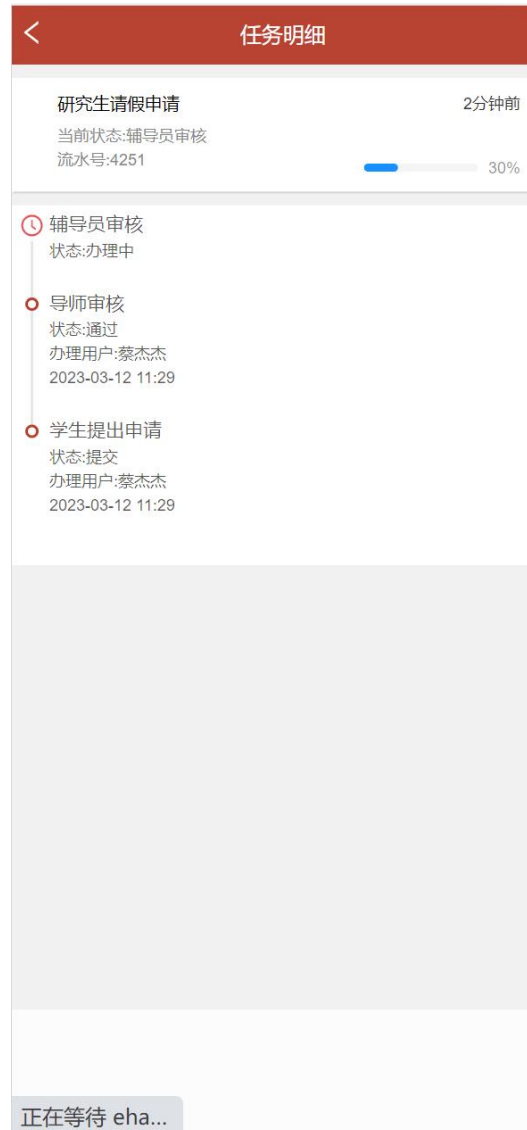 任务明细
研究生请假申请 2分钟前
当前状态:辅导员审核
流水号:4251 30%
辅导员审核
状态:办理中
导师审核
状态:通过
办理用户:蔡杰杰
2023-03-12 11:29
学生提出申请
状态:提交
办理用户:蔡杰杰
2023-03-12 11:29
正在等待 eha...